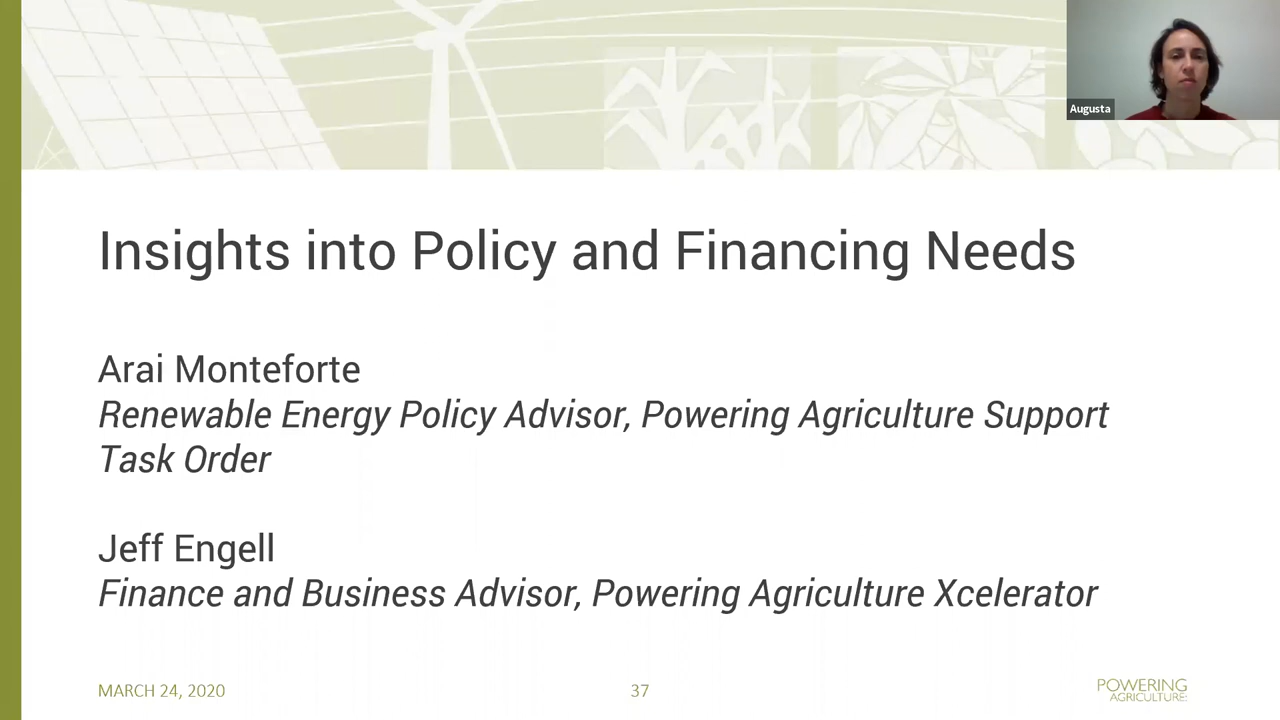 Augusta
Insights into Policy and Financing Needs
Arai Monteforte
Renewable Energy Policy Advisor, Powering Agriculture Support
Task Order
Jeff Engell
Finance and Business Advisor, Powering Agriculture Xcelerator
MARCH 24, 2020
37
POWERING
AGRICULTURE: